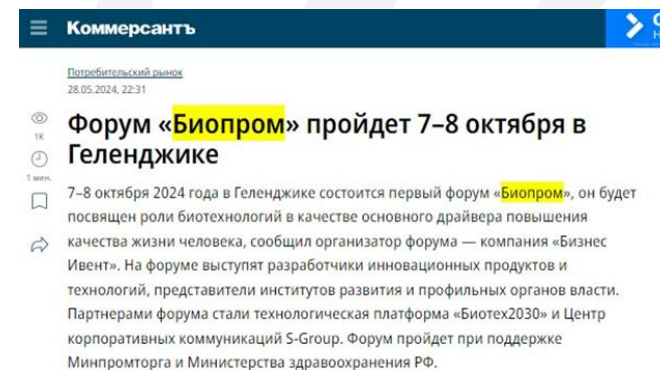 Коммерсантъ
Потребительский рынок
28.05.2024, 22:31
Форум «Биопром» пройдет 7–8 октября в
Геленджике
1K
1 мин.
7–8 октября 2024 года в Геленджике состоится первый форум «Биопром», он будет
посвящен роли биотехнологий в качестве основного драйвера повышения
качества жизни человека, сообщил организатор форума — компания «Бизнес
Ивент». На форуме выступят разработчики инновационных продуктов и
технологий, представители институтов развития и профильных органов власти.
Партнерами форума стали технологическая платформа «Биотех2030» и Центр
корпоративных коммуникаций S-Group. Форум пройдет при поддержке
Минпромторга и Министерства здравоохранения РФ.